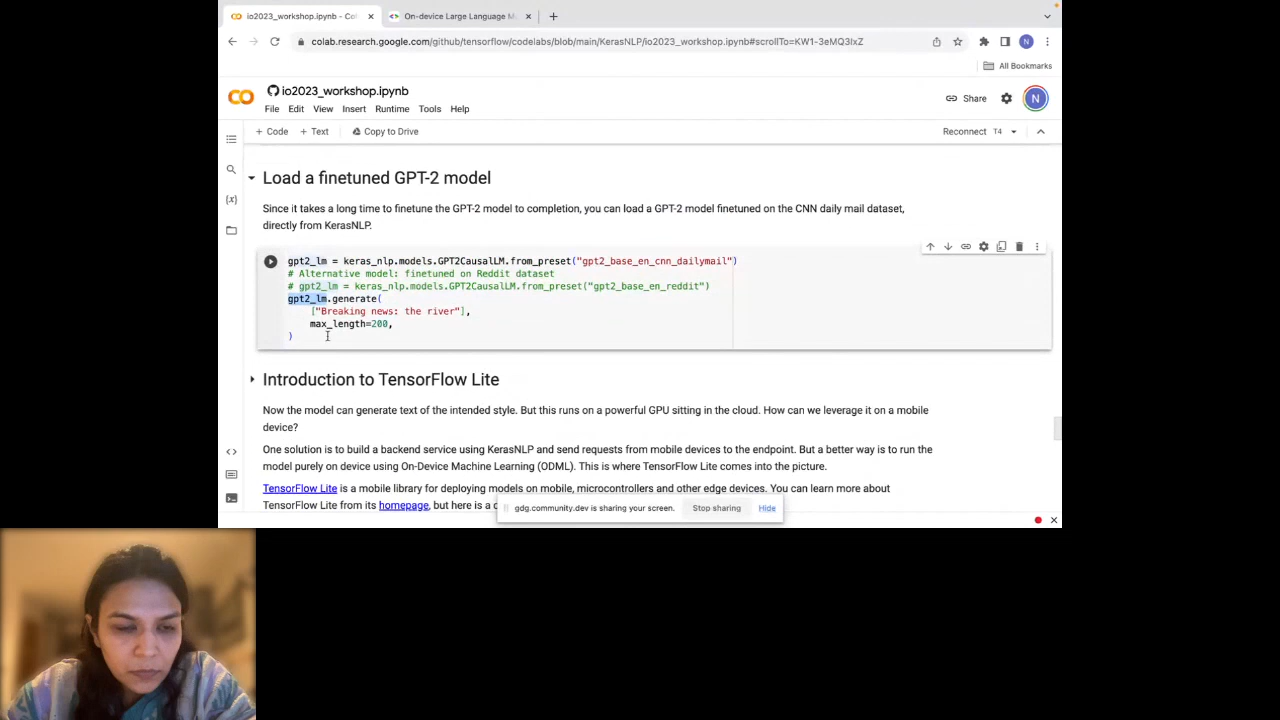 io2023_workshop.ipynb - Col
On-device Large Language M
colab.research.google.com/github/tensorflow/codelabs/blob/main/KerasNLP/io2023_workshop.ipynb#scrollTo=KW1-3eMQ3IxZ
N
All Bookmarks
io2023_workshop.ipynb
Share
N
File Edit View Insert Runtime Tools Help
+ Code + Text Copy to Drive
Reconnect T4
Load a finetuned GPT-2 model
Since it takes a long time to finetune the GPT-2 model to completion, you can load a GPT-2 model finetuned on the CNN daily mail dataset,
directly from KerasNLP.
gpt2_lm = keras_nlp.models.GPT2CausalLM.from_preset("gpt2_base_en_cnn_dailymail")
# Alternative model: finetuned on Reddit dataset
# gpt2_lm = keras_nlp.models.GPT2CausalLM.from_preset("gpt2_base_en_reddit")
gpt2_lm.generate(
["Breaking news: the river"],
max_length=200,
)
Introduction to TensorFlow Lite
Now the model can generate text of the intended style. But this runs on a powerful GPU sitting in the cloud. How can we leverage it on a mobile
device?
One solution is to build a backend service using KerasNLP and send requests from mobile devices to the endpoint. But a better way is to run the
model purely on device using On-Device Machine Learning (ODML). This is where TensorFlow Lite comes into the picture.
TensorFlow Lite is a mobile library for deploying models on mobile, microcontrollers and other edge devices. You can learn more about
TensorFlow Lite from its homepage, but here is a
gdg.community.dev is sharing your screen. Stop sharing Hide